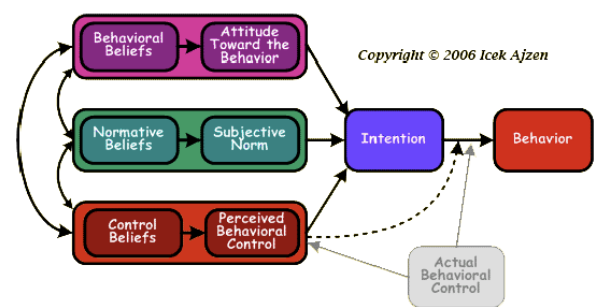 Behavioral
Beliefs
Attitude
Toward the
Behavior
Copyright © 2006 Icek Ajzen
Normative
Beliefs
Subjective
Norm
Intention
Behavior
Control
Beliefs
Perceived
Behavioral
Control
Actual
Behavioral
Control